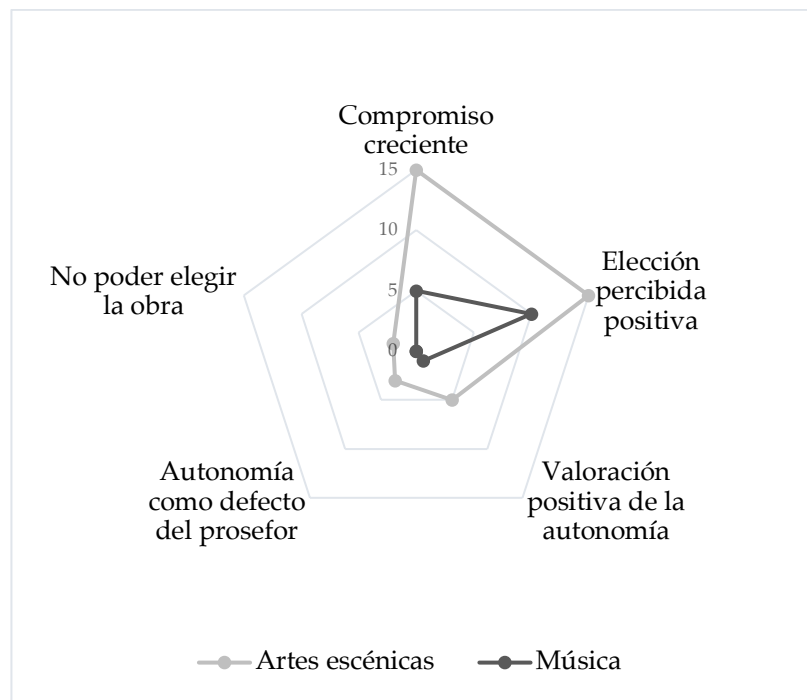 Compromiso
creciente
15
10
5
0
No poder elegir
la obra
Elección
percibida
positiva
Autonomía
como defecto
del prosefor
Valoración
positiva de la
autonomía
Artes escénicas
Música